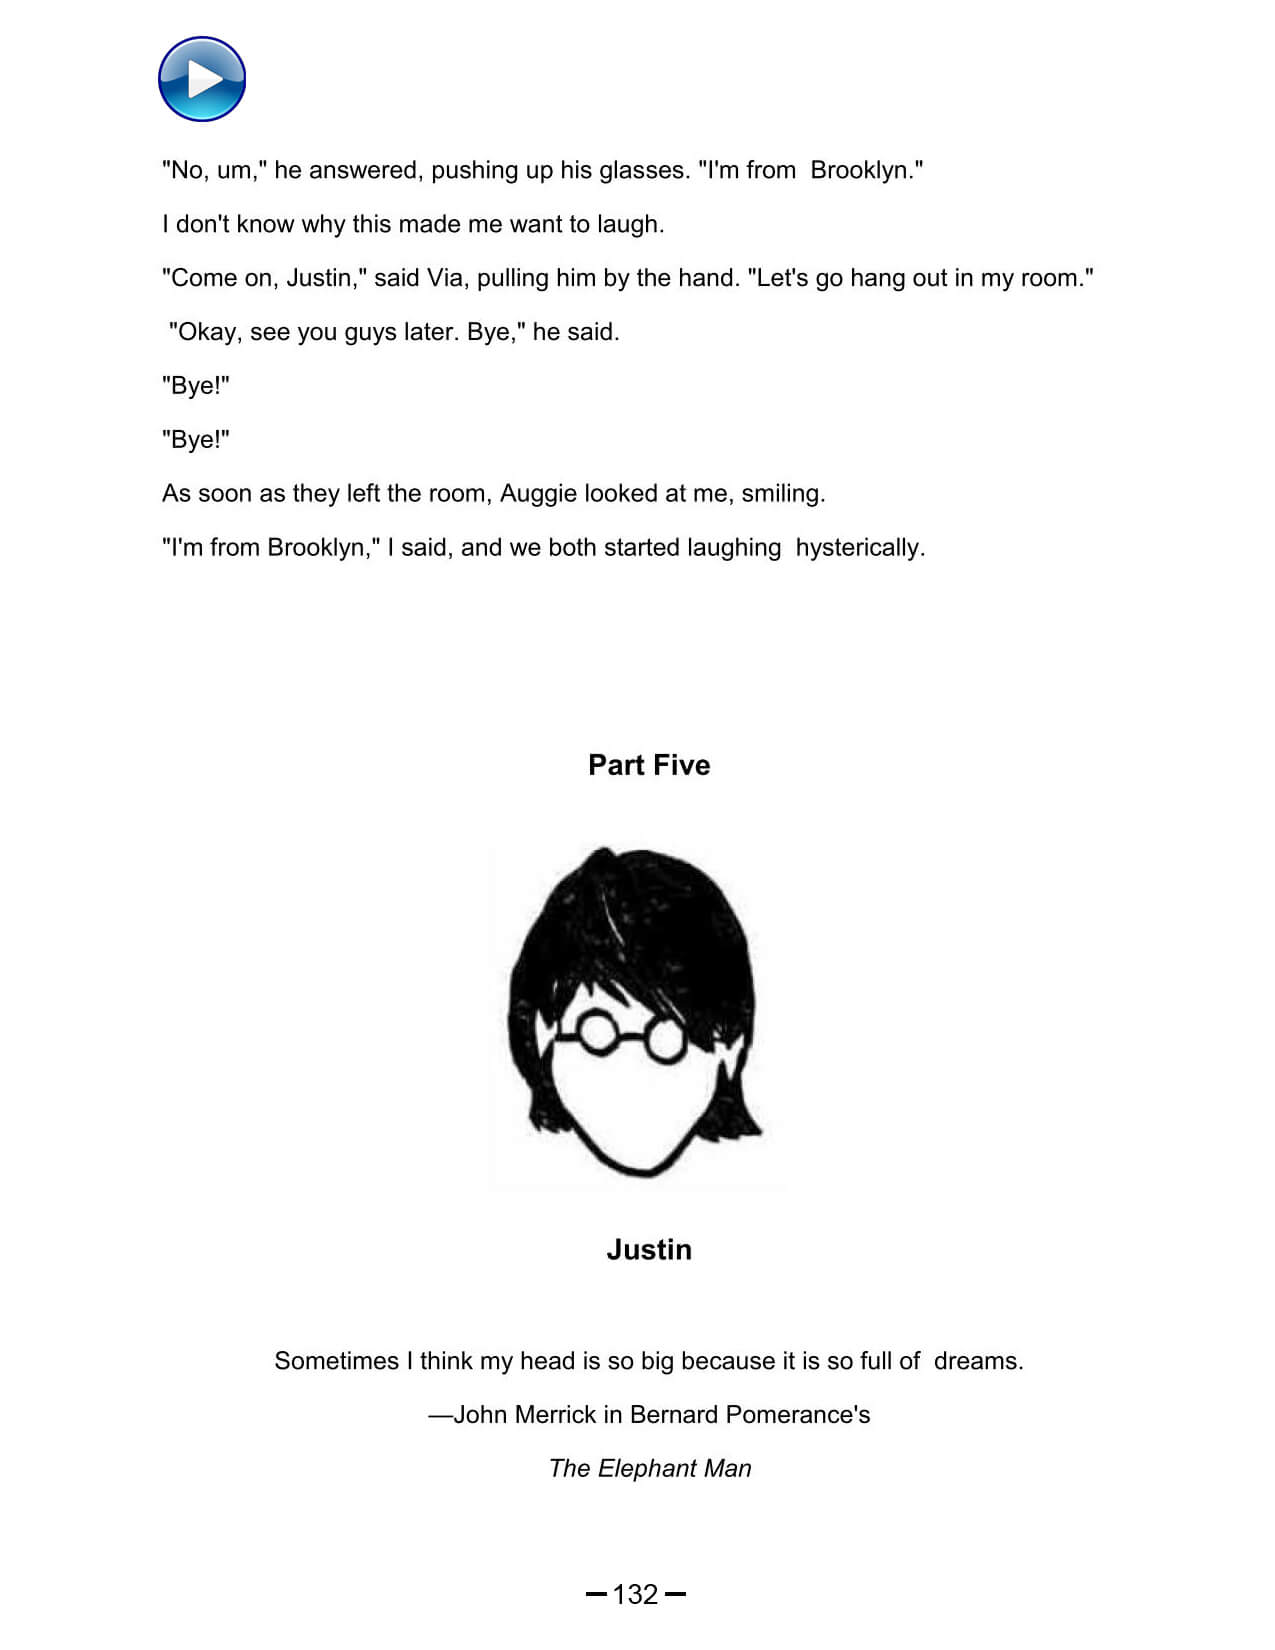 "No, um," he answered, pushing up his glasses. "I'm from  Brooklyn."
I don't know why this made me want to laugh.
"Come on, Justin," said Via, pulling him by the hand. "Let's go hang out in my room."
"Okay, see you guys later. Bye," he said.
"Bye!"
"Bye!"
As soon as they left the room, Auggie looked at me, smiling.
"I'm from Brooklyn," I said, and we both started laughing  hysterically.
Part Five
Justin
Sometimes I think my head is so big because it is so full of  dreams.
—John Merrick in Bernard Pomerance's
The Elephant Man
— 132 —